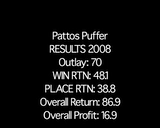 Pattos Puffer
RESULTS 2008
Outlay: 70
WIN RTN: 48.1
PLACE RTN: 38.8
Overall Return: 86.9
Overall Profit: 16.9